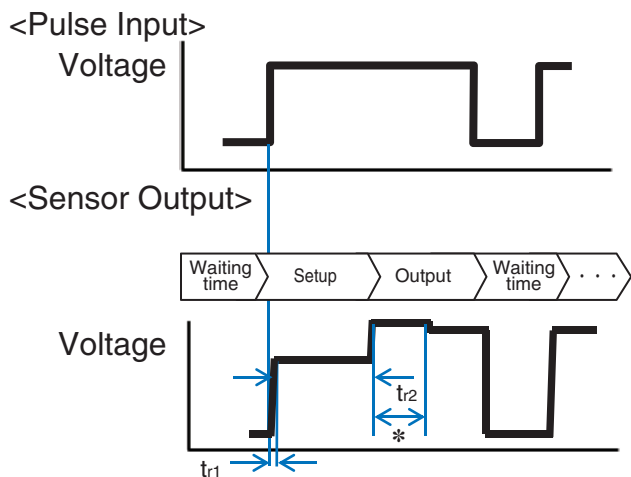 <Pulse Input>
Voltage
<Sensor Output>
Waiting
time
Setup
Output
Waiting
time
· · ·
Voltage
tr2
*
tr1